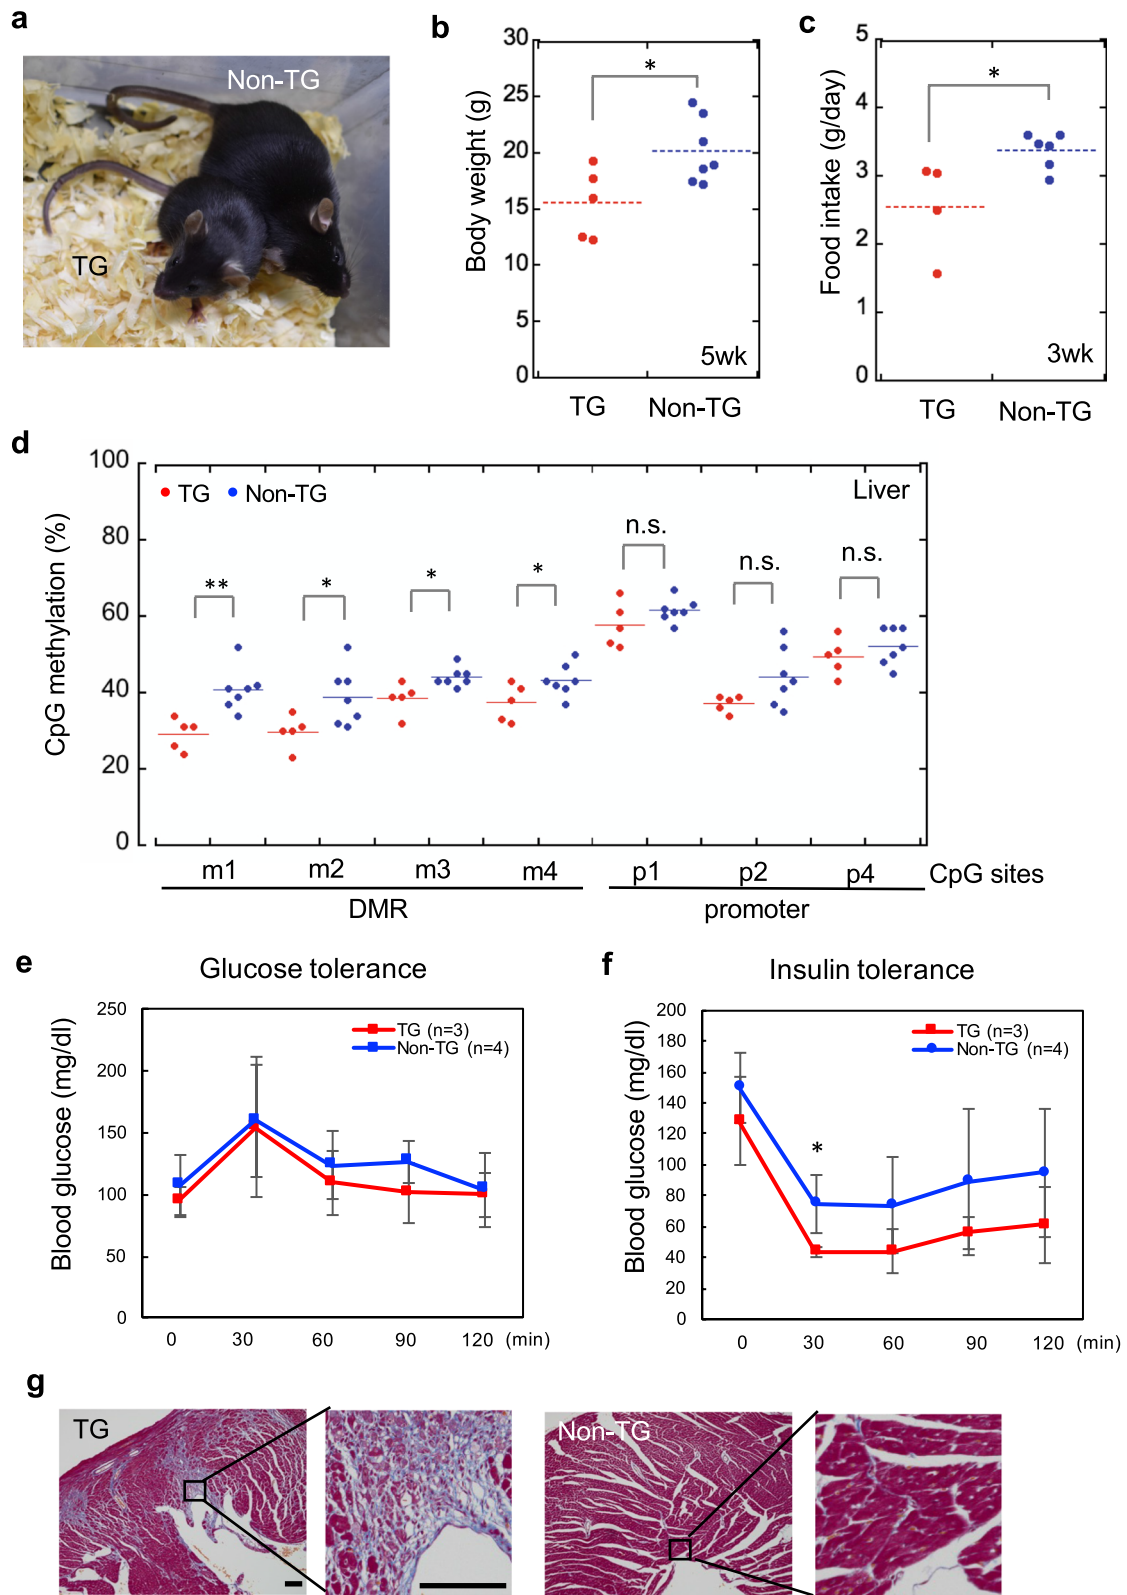 a
Non-TG
TG
b
Body weight (g)
30
25
20
15
10
5
0
*
5wk
TG Non-TG
c
Food intake (g/day)
5
4
3
2
1
0
*
3wk
TG Non-TG
d
CpG methylation (%)
100
80
60
40
20
0
TG Non-TG
Liver
** * * * n.s. n.s. n.s.
m1 m2 m3 m4 p1 p2 p4 CpG sites
DMR promoter
e
Glucose tolerance
Blood glucose (mg/dl)
250
200
150
100
50
0
TG (n=3)
Non-TG (n=4)
0 30 60 90 120 (min)
f
Insulin tolerance
Blood glucose (mg/dl)
200
180
160
140
120
100
80
60
40
20
0
TG (n=3)
Non-TG (n=4)
*
0 30 60 90 120 (min)
g
TG
Non-TG